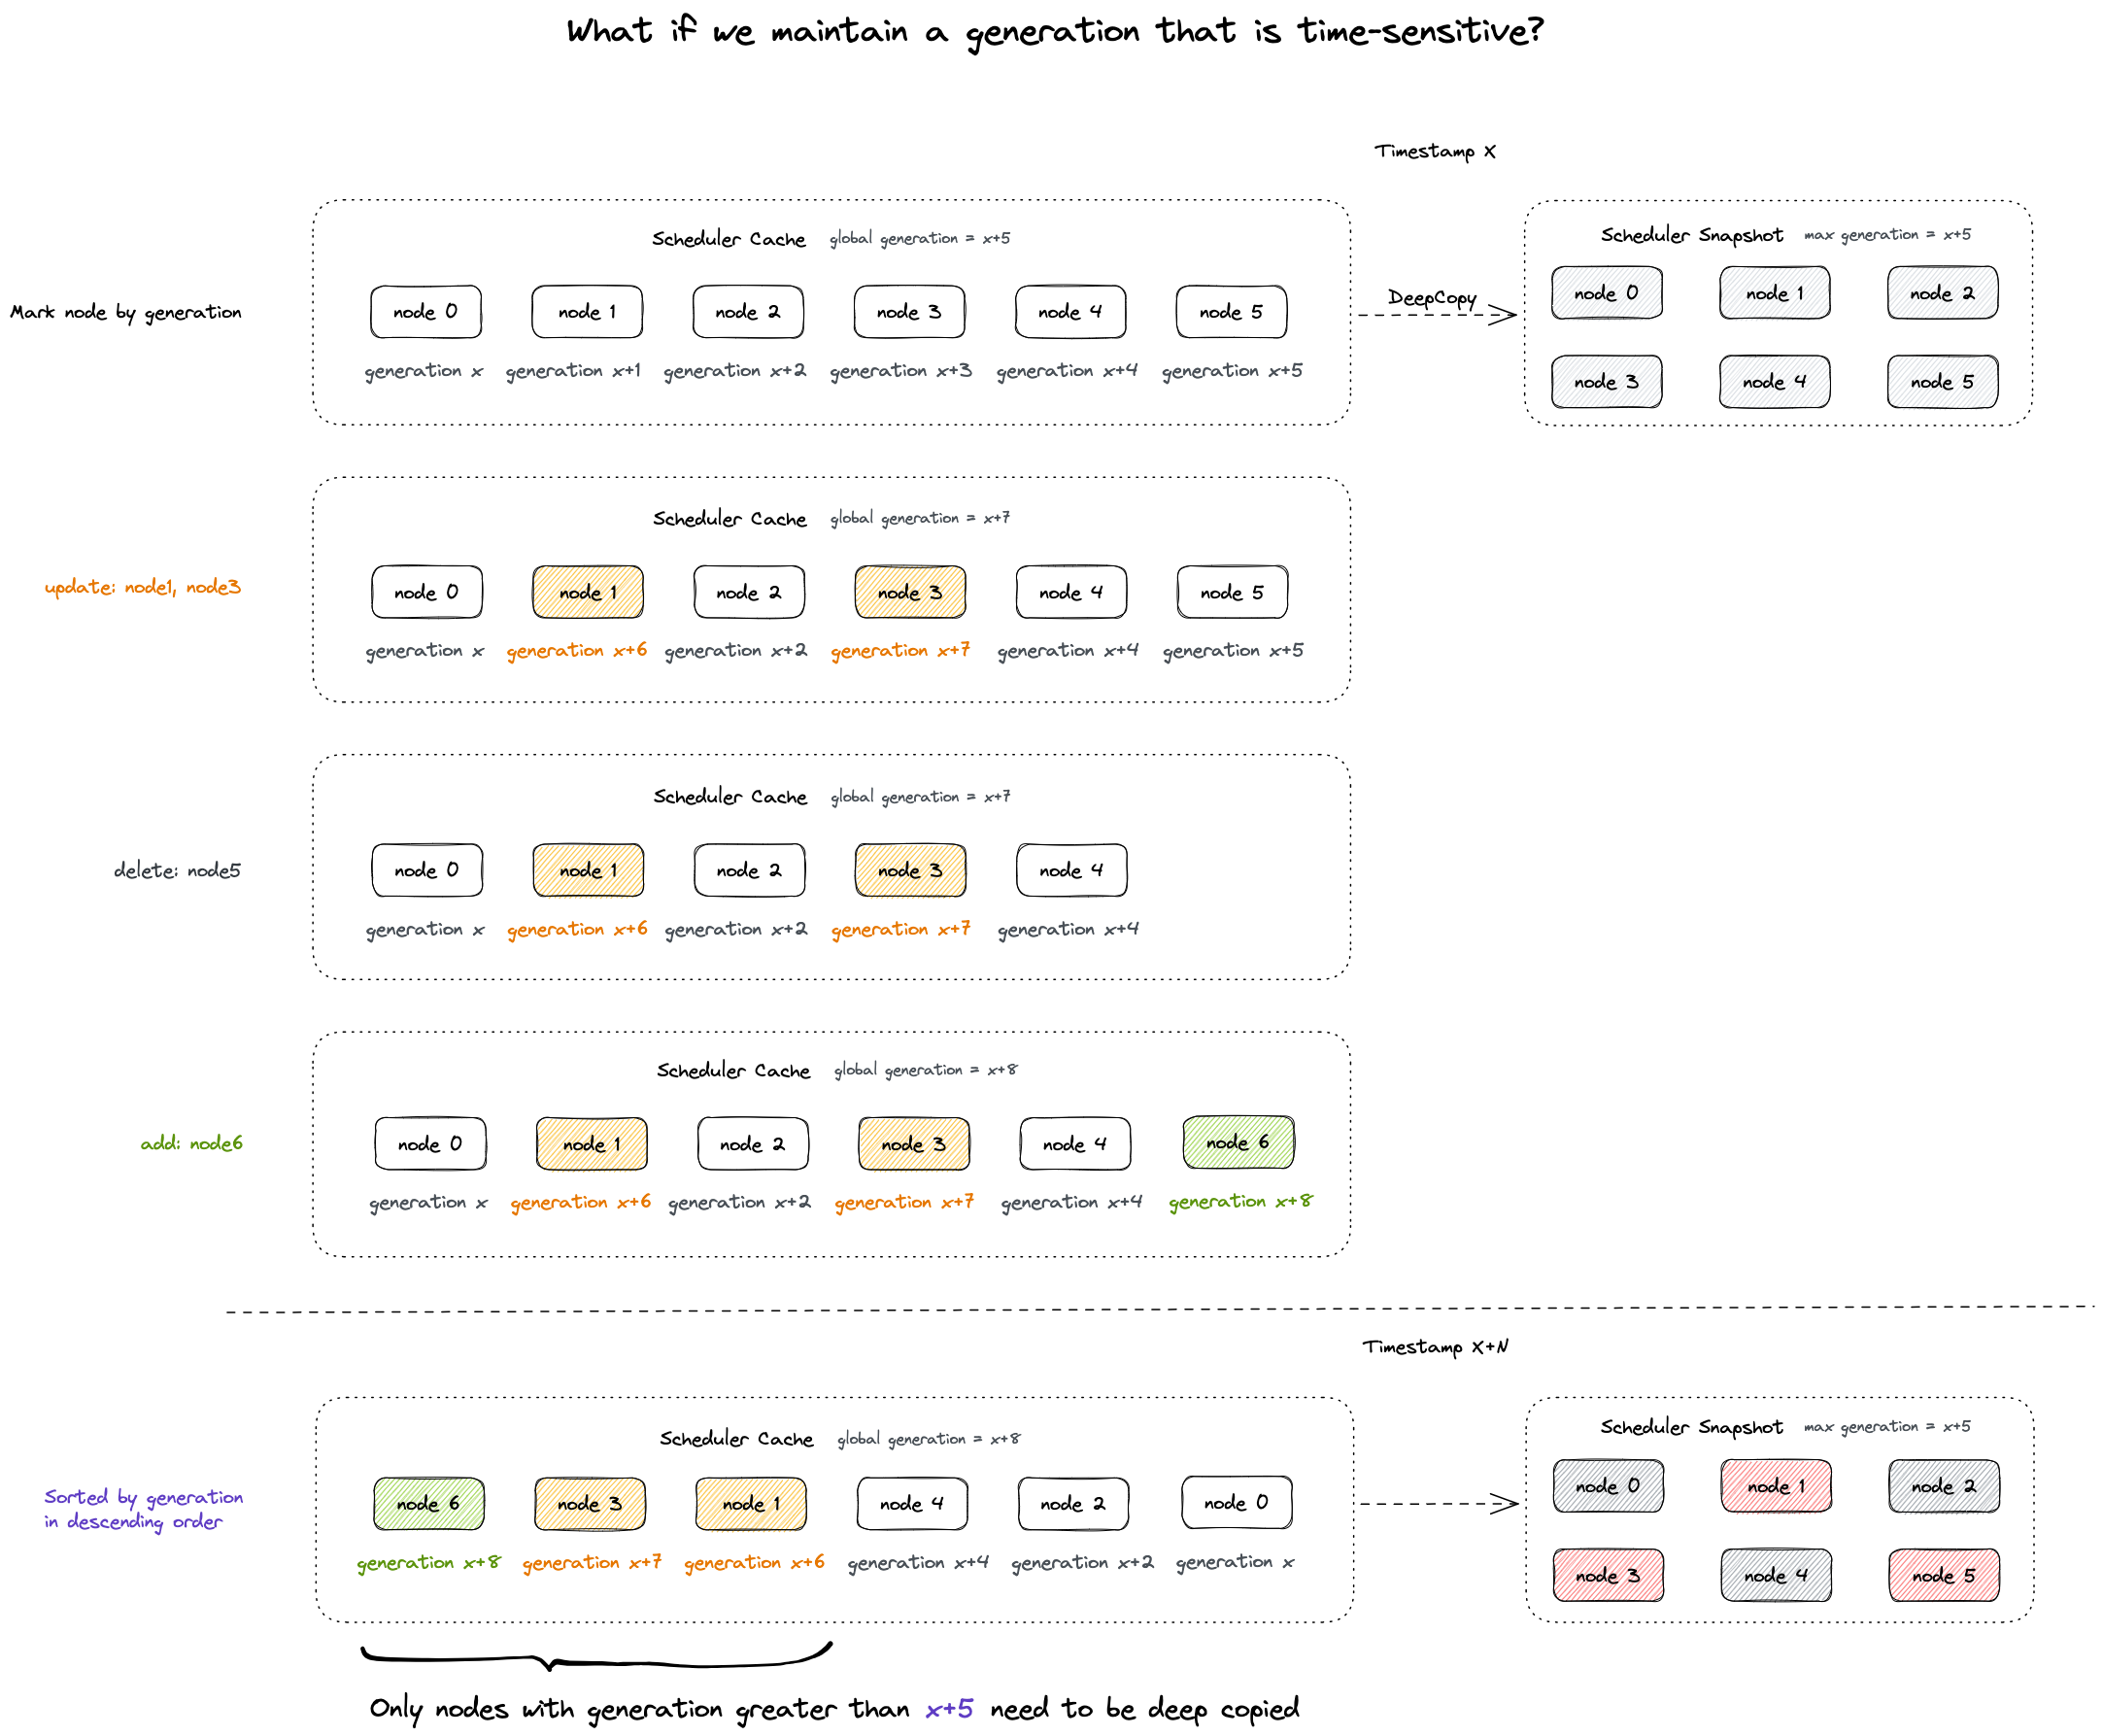 What if we maintain a generation that is time-sensitive?
Timestamp X
Mark node by generation
Scheduler Cache global generation = x+5
node 0 node 1 node 2 node 3 node 4 node 5
generation x generation x+1 generation x+2 generation x+3 generation x+4 generation x+5
DeepCopy
Scheduler Snapshot max generation = x+5
node 0 node 1 node 2
node 3 node 4 node 5
update: node1, node3
Scheduler Cache global generation = x+7
node 0 node 1 node 2 node 3 node 4 node 5
generation x generation x+6 generation x+2 generation x+7 generation x+4 generation x+5
delete: node5
Scheduler Cache global generation = x+7
node 0 node 1 node 2 node 3 node 4
generation x generation x+6 generation x+2 generation x+7 generation x+4
add: node6
Scheduler Cache global generation = x+8
node 0 node 1 node 2 node 3 node 4 node 6
generation x generation x+6 generation x+2 generation x+7 generation x+4 generation x+8
Timestamp X+N
Sorted by generation
in descending order
Scheduler Cache global generation = x+8
node 6 node 3 node 1 node 4 node 2 node 0
generation x+8 generation x+7 generation x+6 generation x+4 generation x+2 generation x
Scheduler Snapshot max generation = x+5
node 0 node 1 node 2
node 3 node 4 node 5
Only nodes with generation greater than x+5 need to be deep copied